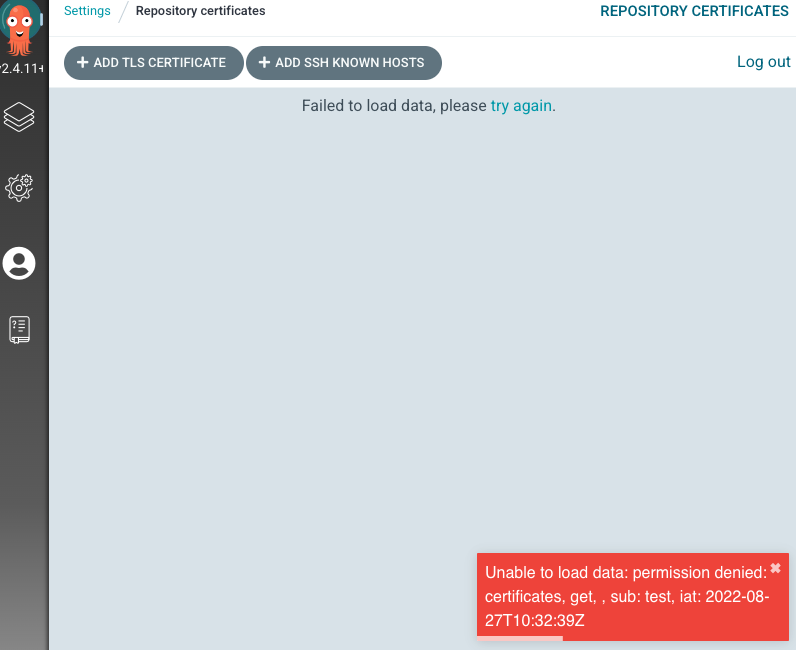 Settings / Repository certificates REPOSITORY CERTIFICATES
+ ADD TLS CERTIFICATE + ADD SSH KNOWN HOSTS Log out
v2.4.11+
Failed to load data, please try again.
Unable to load data: permission denied:
certificates, get, , sub: test, iat: 2022-08-
27T10:32:39Z